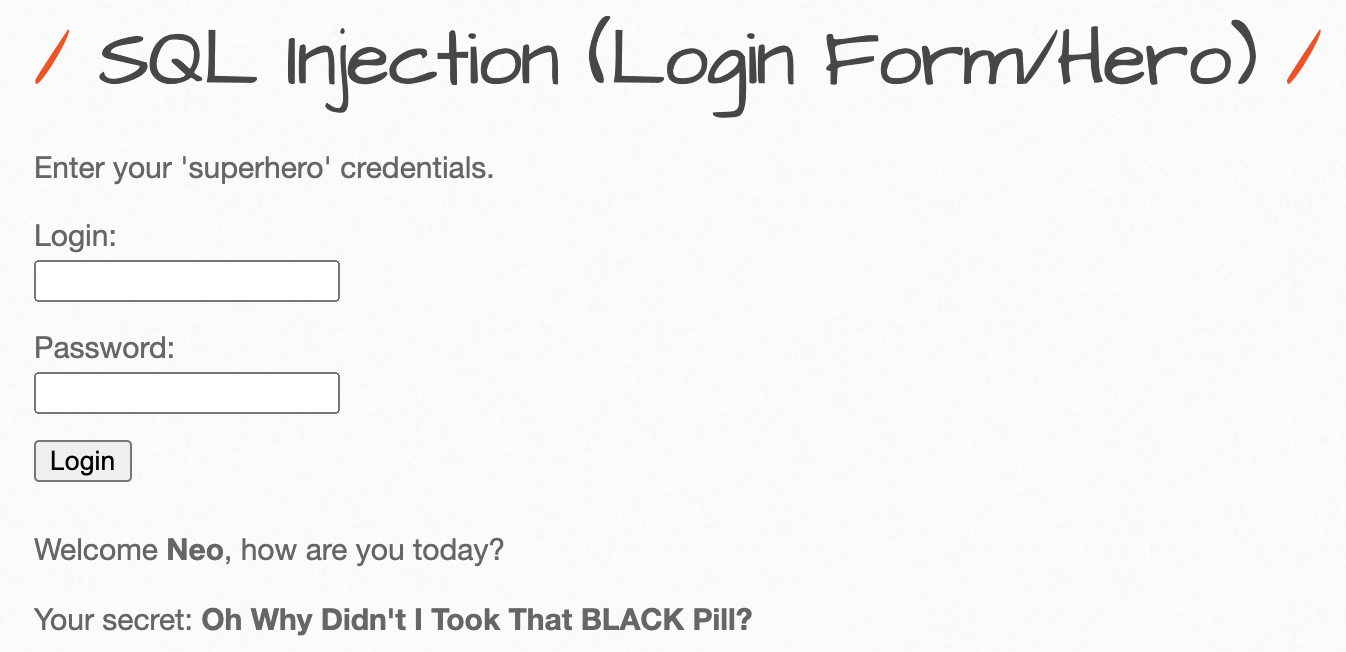 / SQL Injection (Login Form/Hero) /
Enter your 'superhero' credentials.
Login:
Password:
Login
Welcome Neo, how are you today?
Your secret: Oh Why Didn't I Took That BLACK Pill?